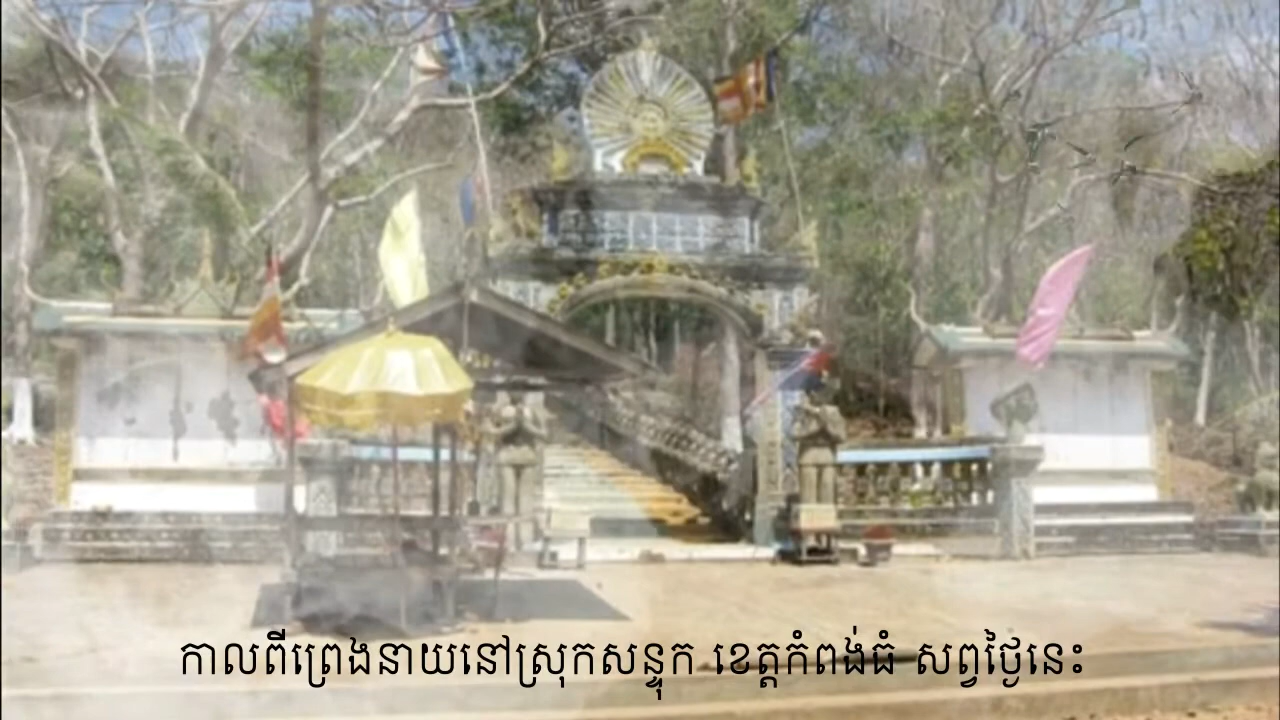 កាលពីព្រេងនាយនៅស្រុកសន្ទុក ខេត្តកំពង់ធំ សព្វថ្ងៃនេះ